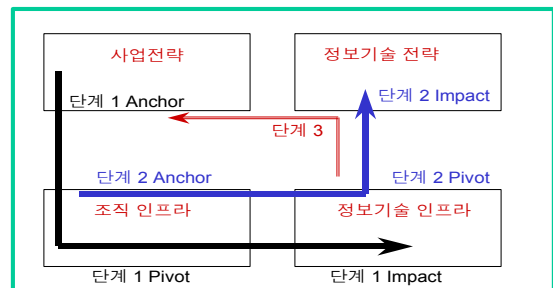 사업전략
정보기술 전략
단계 1 Anchor
단계 2 Impact
단계 3
단계 2 Anchor
단계 2 Pivot
조직 인프라
정보기술 인프라
단계 1 Pivot
단계 1 Impact